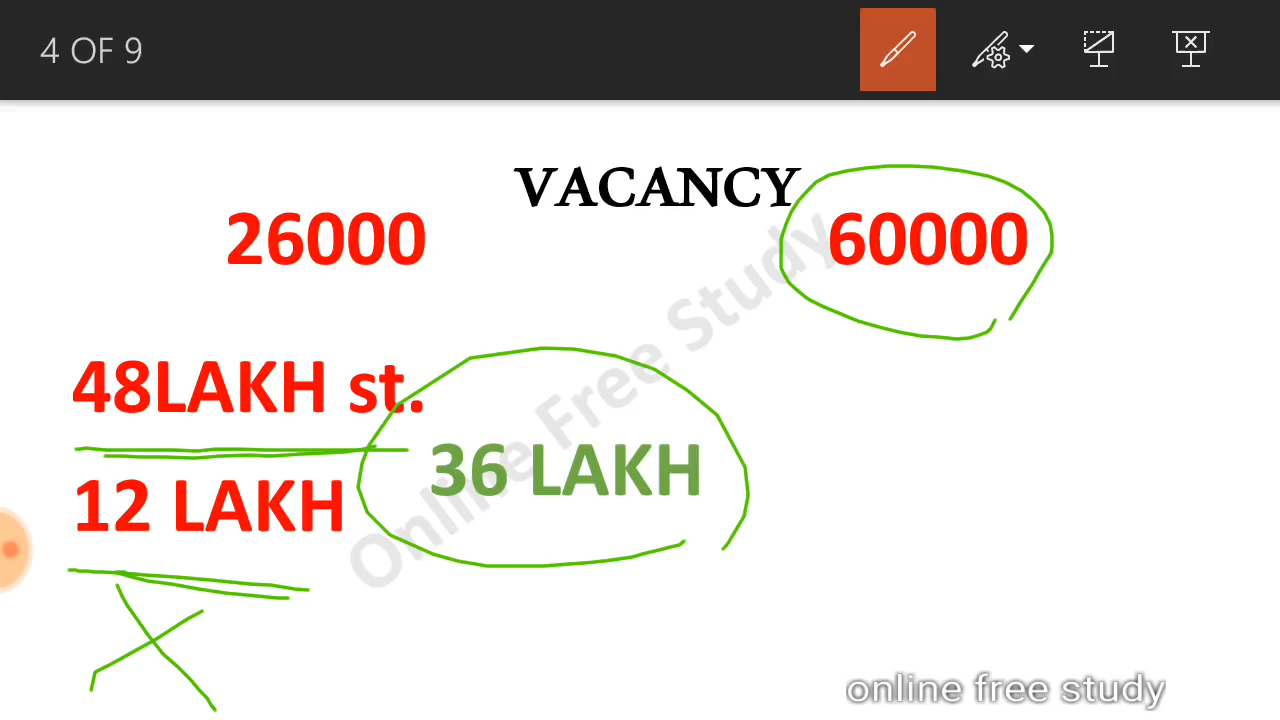 4 OF 9
VACANCY
26000
60000
48LAKH st.
36 LAKH
12 LAKH
Online Free Study
online free study